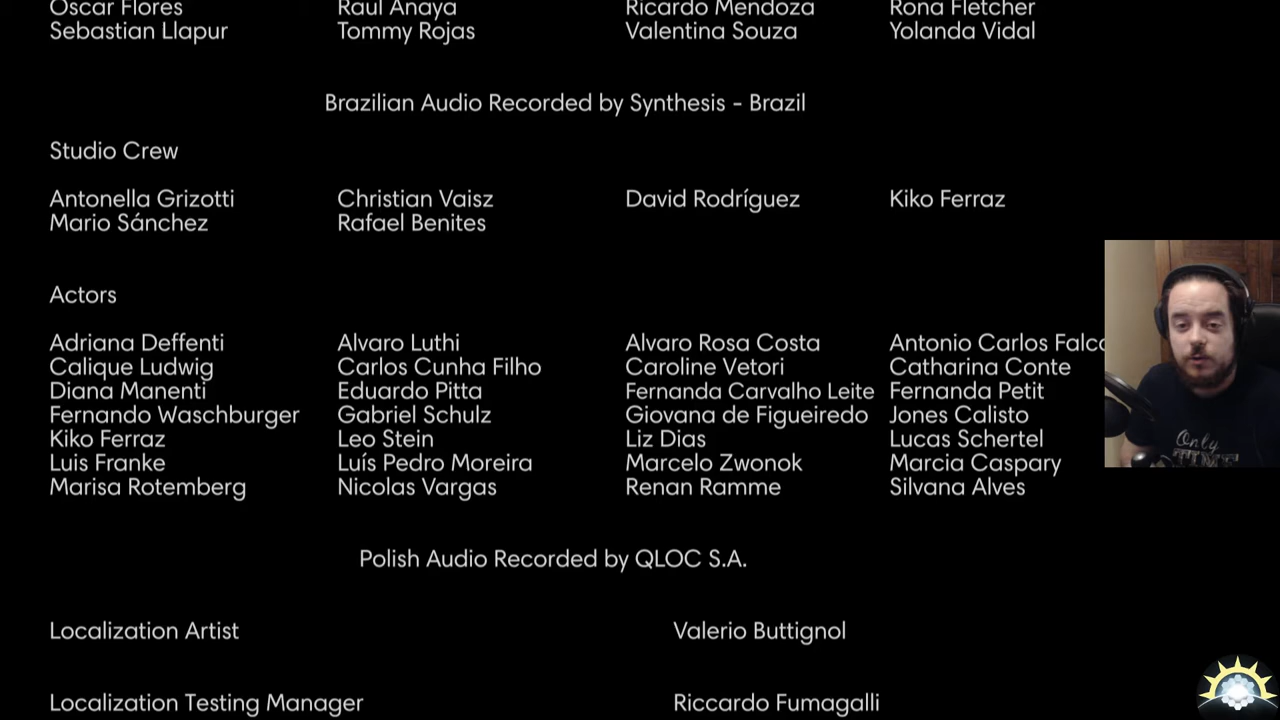 Oscar Flores Raul Anaya Ricardo Mendoza Rona Fletcher
Sebastian Llapur Tommy Rojas Valentina Souza Yolanda Vidal
Brazilian Audio Recorded by Synthesis - Brazil
Studio Crew
Antonella Grizotti Christian Vaisz David Rodríguez Kiko Ferraz
Mario Sánchez Rafael Benites
Actors
Adriana Deffenti Alvaro Luthi Alvaro Rosa Costa Antonio Carlos Falco
Calique Ludwig Carlos Cunha Filho Caroline Vetori Catharina Conte
Diana Manenti Eduardo Pitta Fernanda Carvalho Leite Fernanda Petit
Fernando Waschburger Gabriel Schulz Giovana de Figueiredo Jones Calisto
Kiko Ferraz Leo Stein Liz Dias Lucas Schertel
Luis Franke Luís Pedro Moreira Marcelo Zwonok Marcia Caspary
Marisa Rotemberg Nicolas Vargas Renan Ramme Silvana Alves
Only
TIME
Polish Audio Recorded by QLOC S.A.
Localization Artist Valerio Buttignol
Localization Testing Manager Riccardo Fumagalli